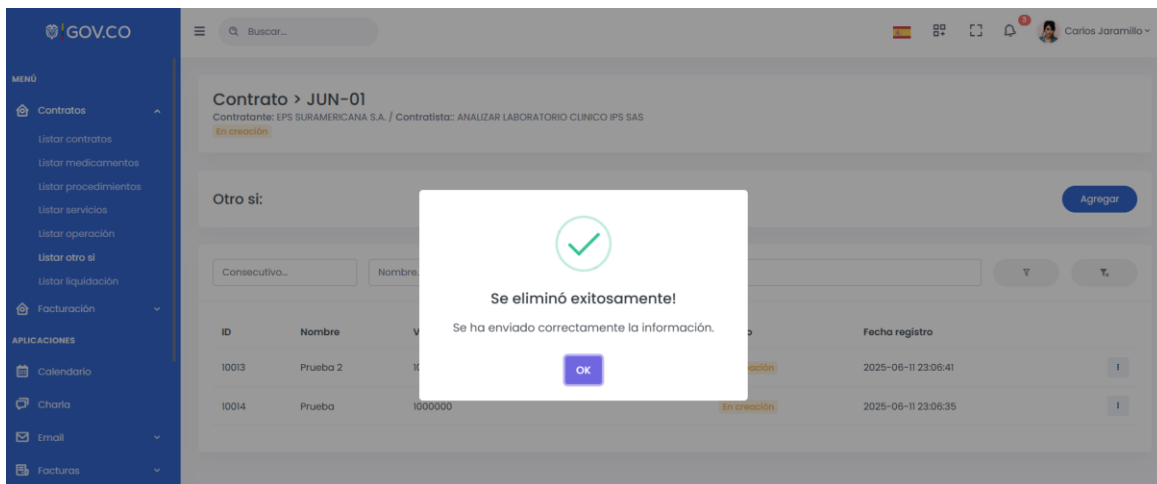 GOV.CO
Buscar...
3
Carlos Jaramillo
MENÚ
Contratos
Listar contratos
Listar medicamentos
Listar procedimientos
Listar servicios
Listar operación
Listar otro si
Listar liquidación
Facturación
APLICACIONES
Calendario
Charla
Email
Facturas
Contrato > JUN-01
Contratante: EPS SURAMERICANA S.A. / Contratista:: ANALIZAR LABORATORIO CLINICO IPS SAS
En creación
Otro si:
Agregar
Consecutivo... Nombre.
ID Nombre V o Fecha registro
10013 Prueba 2 10 eación 2025-06-11 23:06:41
10014 Prueba 1000000 En creación 2025-06-11 23:06:35
Se eliminó exitosamente!
Se ha enviado correctamente la información.
OK